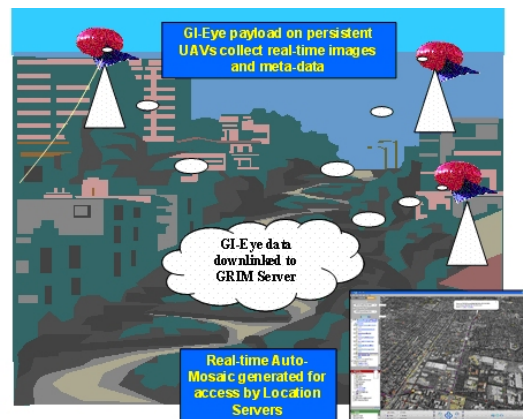 GI-Eye payload on persistent
UAVs collect real-time images
and meta-data
GI-Eye data
downlinked to
GRIM Server
Real-time Auto-
Mosaic generated for
access by Location
Servers